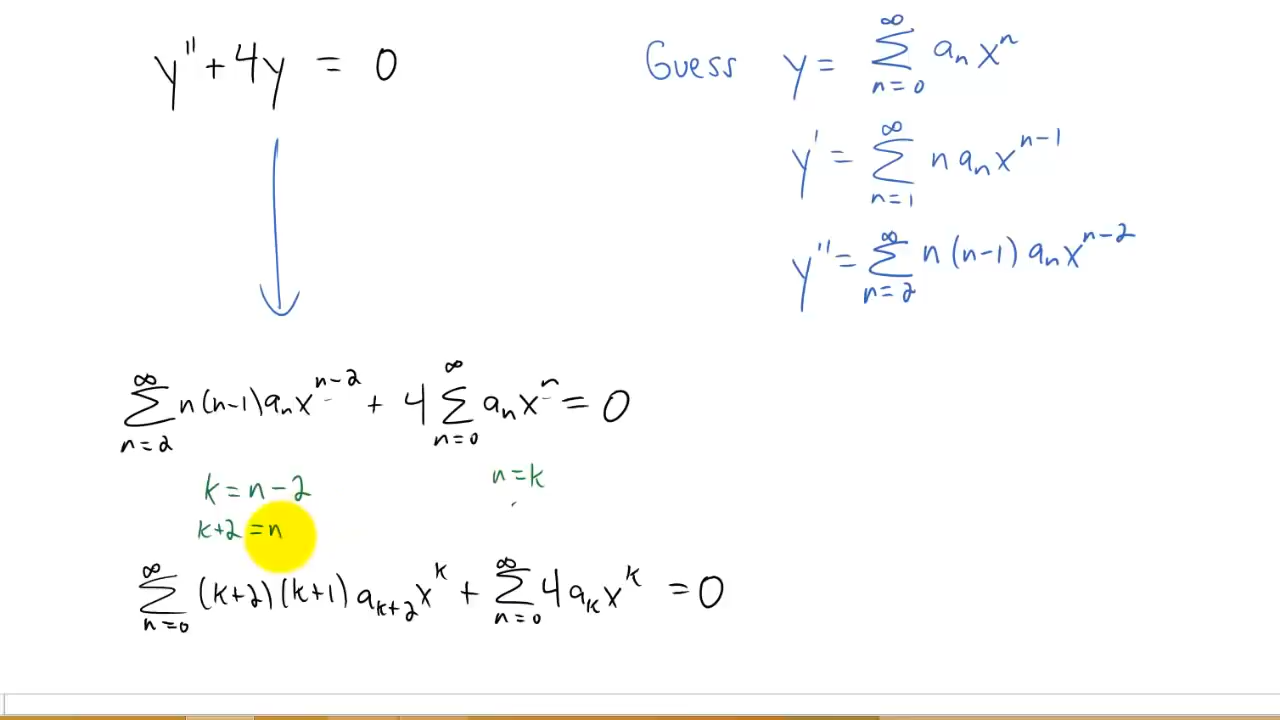 y'' + 4y = 0
Guess y = ∑_{n=0}^{∞} a_n x^n
y' = ∑_{n=1}^{∞} n a_n x^{n-1}
y'' = ∑_{n=2}^{∞} n(n-1) a_n x^{n-2}
∑_{n=2}^{∞} n(n-1) a_n x^{n-2} + 4 ∑_{n=0}^{∞} a_n x^n = 0
k = n-2
n = k
k+2 = n
∑_{n=0}^{∞} (k+2)(k+1) a_{k+2} x^k + ∑_{n=0}^{∞} 4 a_k x^k = 0